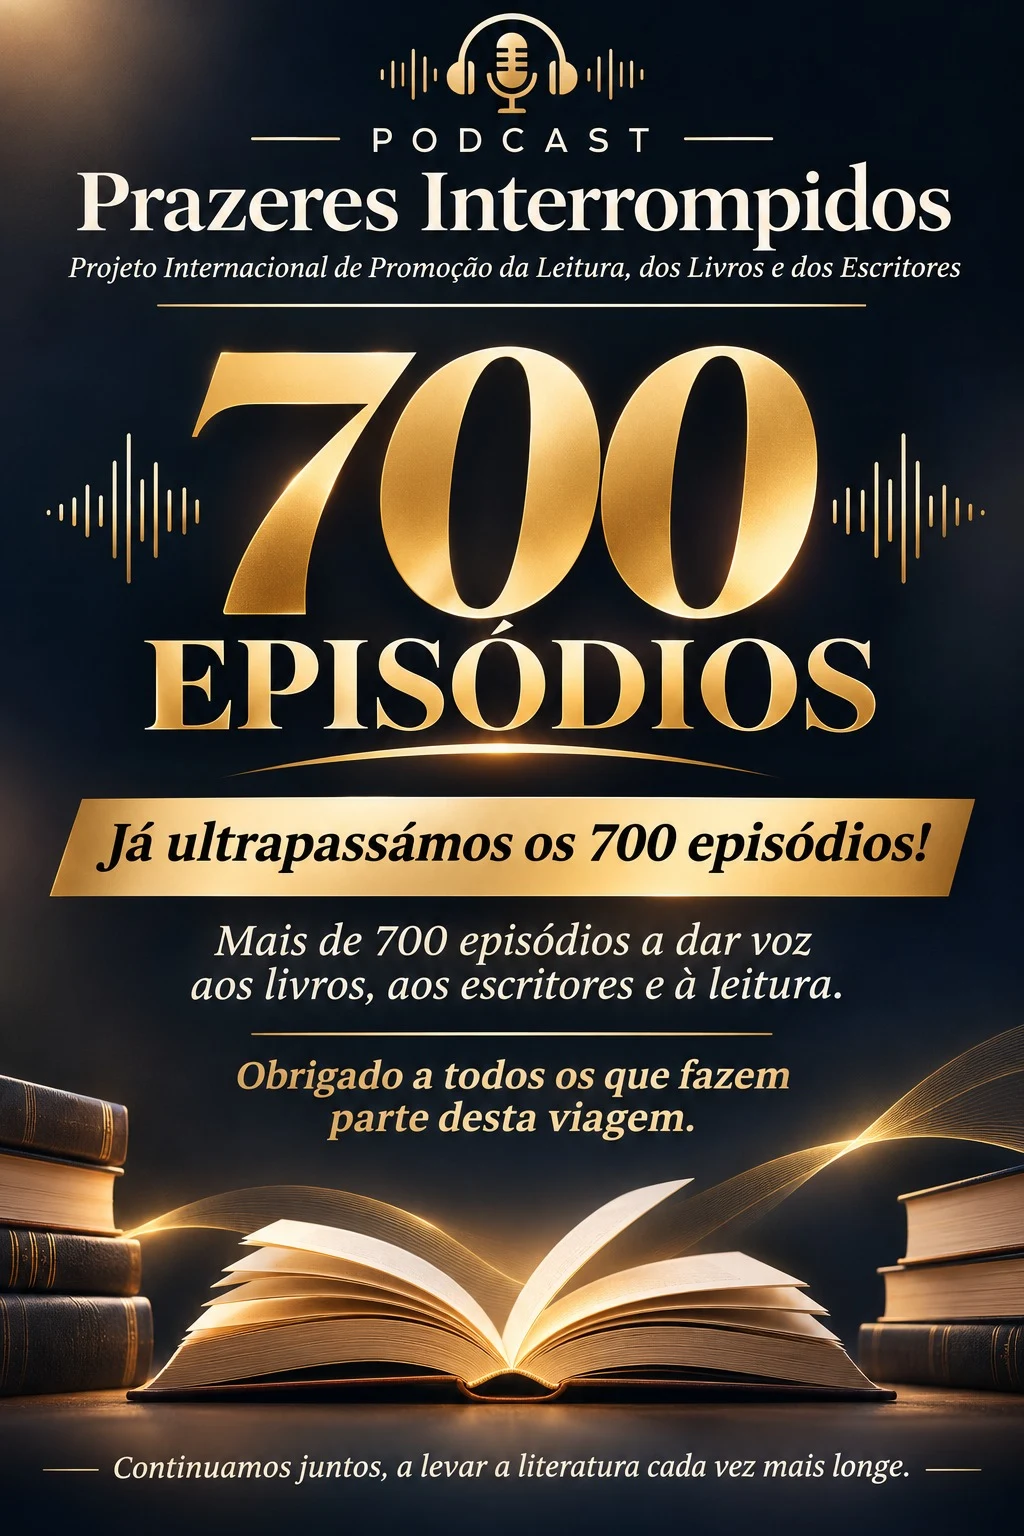 PODCAST
Prazeres Interrompidos
Projeto Internacional de Promoção da Leitura, dos Livros e dos Escritores
700
EPISÓDIOS
Já ultrapassámos os 700 episódios!
Mais de 700 episódios a dar voz
aos livros, aos escritores e à leitura.
Obrigado a todos os que fazem
parte desta viagem.
Continuamos juntos, a levar a literatura cada vez mais longe.